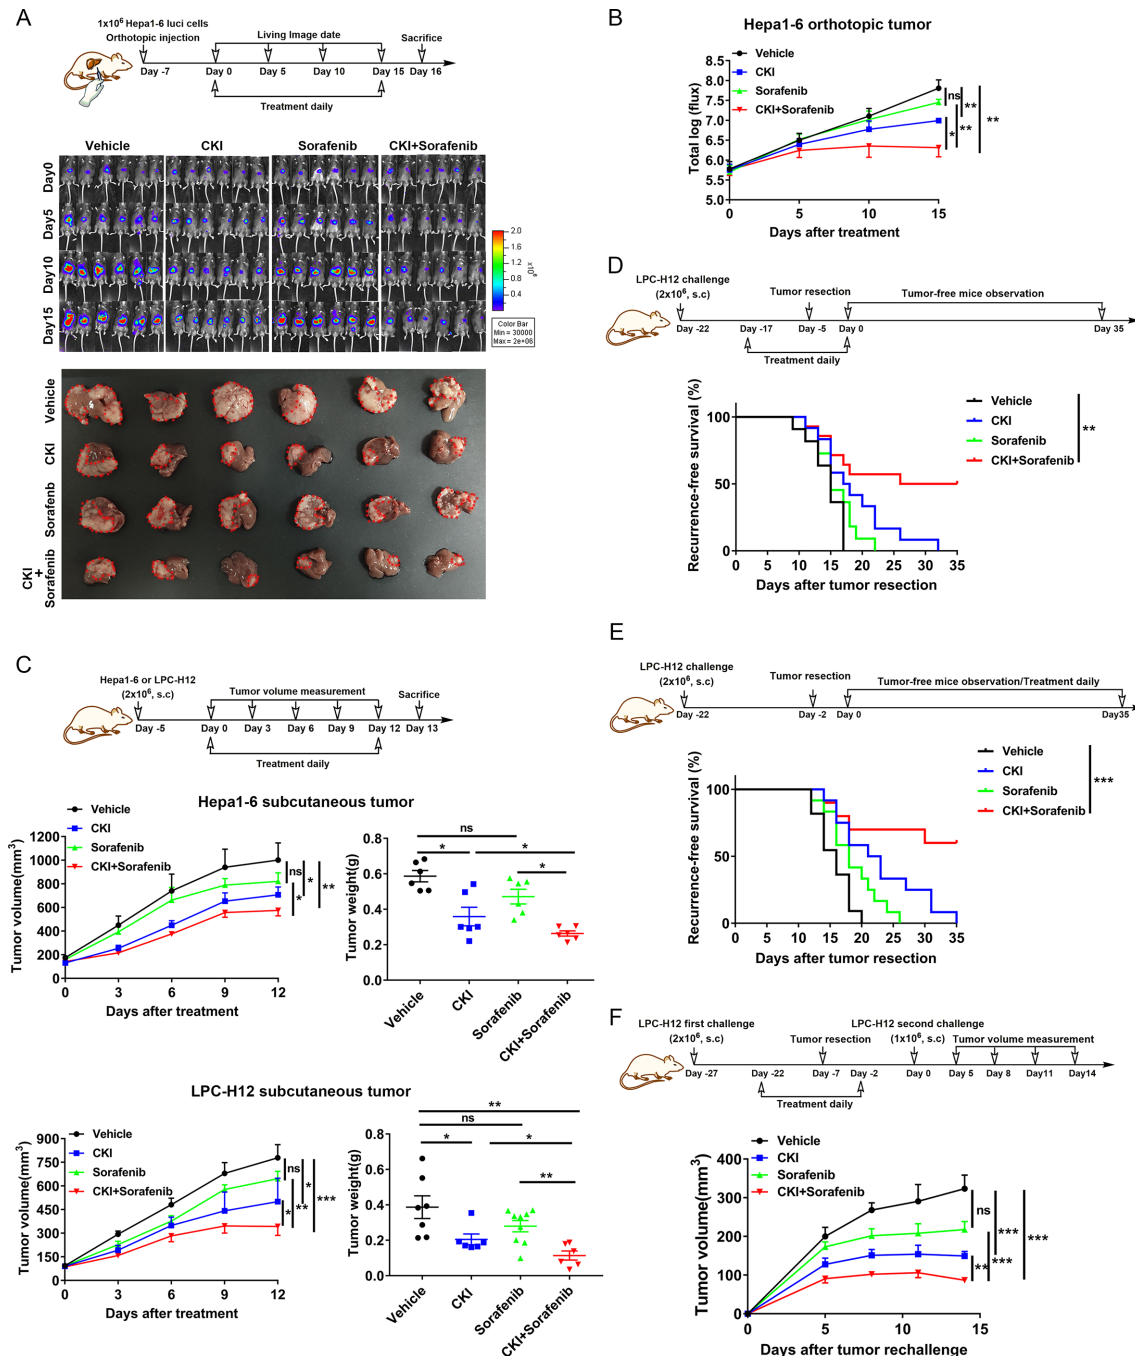 A
1x10⁶ Hepa1-6 luci cells
Orthotopic injection
Living Image date
Sacrifice
Day -7
Day 0
Day 5
Day 10
Day 15
Day 16
Treatment daily
Vehicle
CKI
Sorafenib
CKI+Sorafenib
Day0
Day5
Day10
Day15
2.0
1.6
1.2
0.8
0.4
x10⁶
Color Bar
Min = 30000
Max = 2e+06
Vehicle
CKI
Sorafenb
CKI
+
Sorafenib
B
Hepa1-6 orthotopic tumor
Vehicle
CKI
Sorafenib
CKI+Sorafenib
Total log (flux)
8.5
8.0
7.5
7.0
6.5
6.0
5.5
5.0
0
5
10
15
Days after treatment
ns
**
**
*
**
C
Hepa1-6 or LPC-H12
(2x10⁶, s.c)
Tumor volume measurement
Sacrifice
Day -5
Day 0
Day 3
Day 6
Day 9
Day 12
Day 13
Treatment daily
Hepa1-6 subcutaneous tumor
Vehicle
CKI
Sorafenib
CKI+Sorafenib
Tumor volume(mm³)
1200
1000
800
600
400
200
0
0
3
6
9
12
Days after treatment
ns
*
*
**
Tumor weight(g)
0.8
0.6
0.4
0.2
0.0
ns
*
*
*
Vehicle
CKI
Sorafenib
CKI+Sorafenib
LPC-H12 subcutaneous tumor
Vehicle
CKI
Sorafenib
CKI+Sorafenib
Tumor volume(mm³)
900
750
600
450
300
150
0
0
3
6
9
12
Days after treatment
ns
*
*
**
***
Tumor weight(g)
0.8
0.6
0.4
0.2
0.0
**
ns
*
*
**
Vehicle
CKI
Sorafenib
CKI+Sorafenib
D
LPC-H12 challenge
(2x10⁶, s.c)
Tumor resection
Tumor-free mice observation
Day -22
Day -17
Day -5
Day 0
Day 35
Treatment daily
Recurrence-free survival (%)
100
50
0
0
5
10
15
20
25
30
35
Days after tumor resection
Vehicle
CKI
Sorafenib
CKI+Sorafenib
**
E
LPC-H12 challenge
(2x10⁶, s.c)
Tumor resection
Tumor-free mice observation/Treatment daily
Day -22
Day -2
Day 0
Day35
Recurrence-free survival (%)
100
50
0
0
5
10
15
20
25
30
35
Days after tumor resection
Vehicle
CKI
Sorafenib
CKI+Sorafenib
***
F
LPC-H12 first challenge
(2x10⁶, s.c)
Tumor resection
LPC-H12 second challenge
(1x10⁶, s.c)
Tumor volume measurement
Day -27
Day -22
Day -7
Day -2
Day 0
Day 5
Day 8
Day11
Day14
Treatment daily
Vehicle
CKI
Sorafenib
CKI+Sorafenib
Tumor volume(mm³)
400
300
200
100
0
0
5
10
15
Days after tumor rechallenge
ns
**
***
***
***